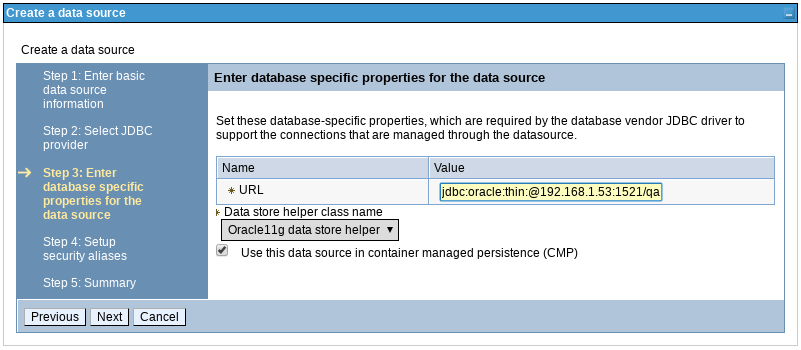 Create a data source
Create a data source
Step 1: Enter basic
data source
information
Step 2: Select JDBC
provider
Step 3: Enter
database specific
properties for the
data source
Step 4: Setup
security aliases
Step 5: Summary
Enter database specific properties for the data source
Set these database-specific properties, which are required by the database vendor JDBC driver to
support the connections that are managed through the datasource.
Name Value
URL jdbc:oracle:thin:@192.168.1.53:1521/qa
Data store helper class name
Oracle11g data store helper
Use this data source in container managed persistence (CMP)
Previous Next Cancel